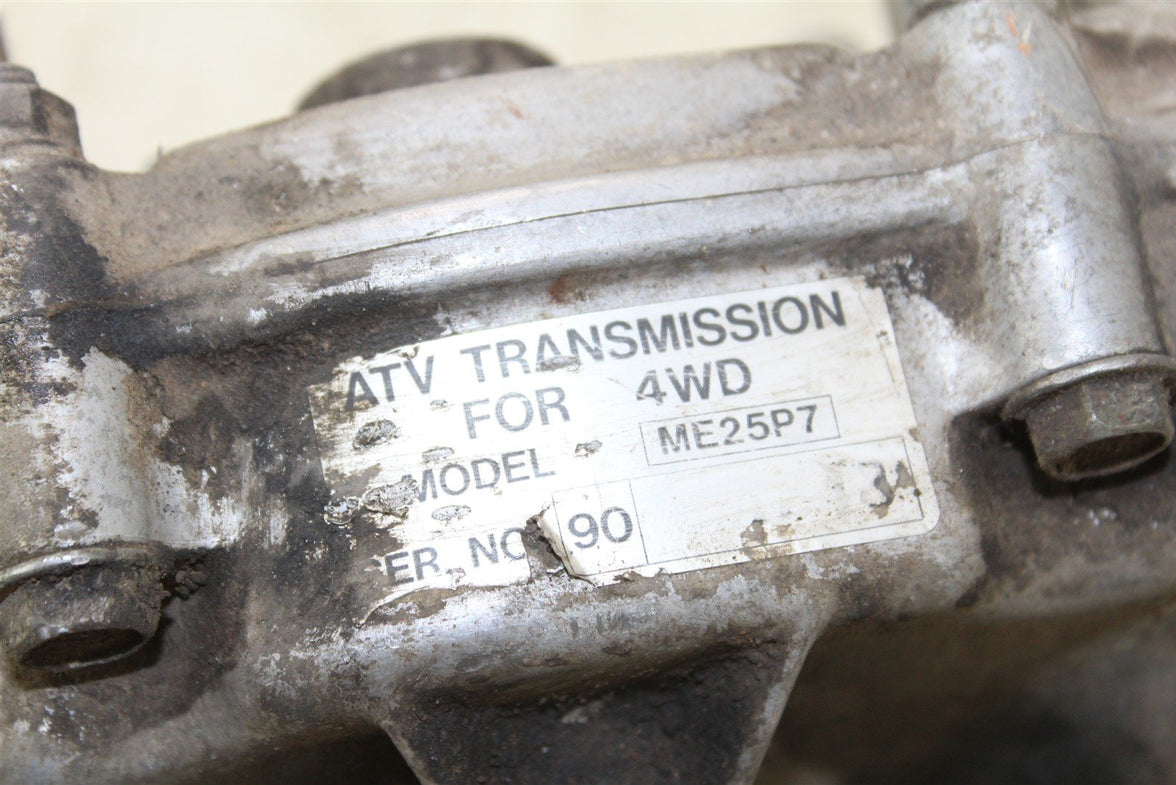 ATV TRANSMISSION
FOR 4WD
MODEL ME25P7
ER. NO 90